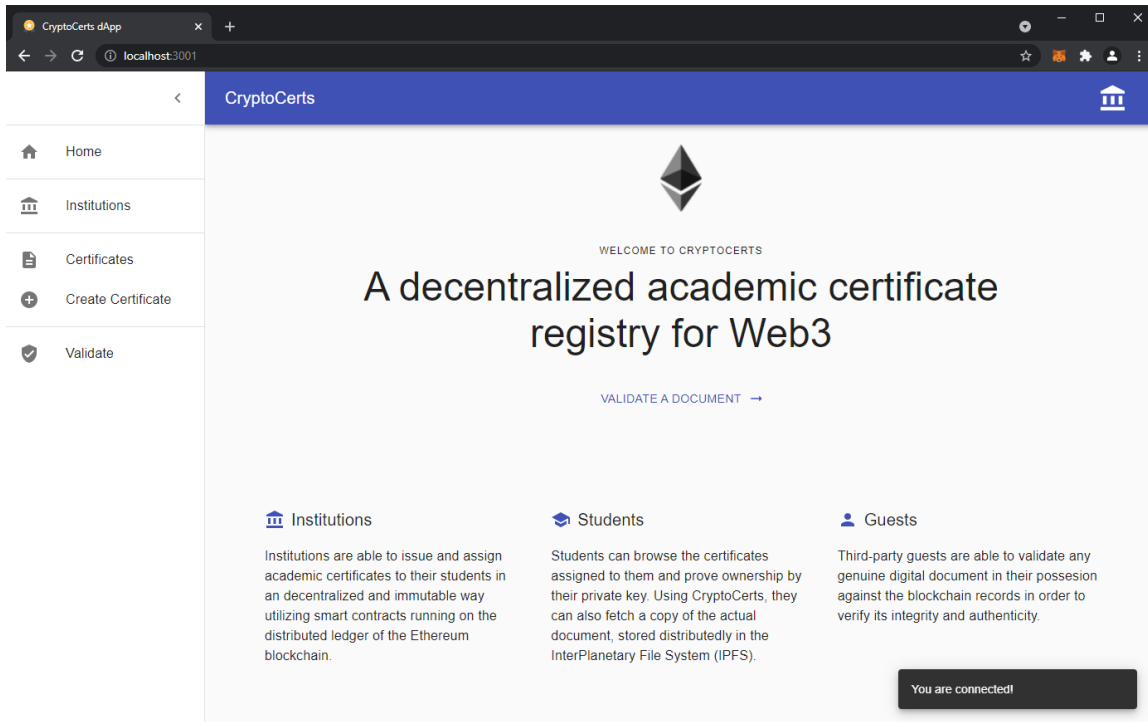 CryptoCerts dApp
localhost:3001
CryptoCerts
Home
Institutions
Certificates
Create Certificate
Validate
WELCOME TO CRYPTOCERTS
A decentralized academic certificate
registry for Web3
VALIDATE A DOCUMENT →
Institutions
Institutions are able to issue and assign
academic certificates to their students in
an decentralized and immutable way
utilizing smart contracts running on the
distributed ledger of the Ethereum
blockchain.
Students
Students can browse the certificates
assigned to them and prove ownership by
their private key. Using CryptoCerts, they
can also fetch a copy of the actual
document, stored distributedly in the
InterPlanetary File System (IPFS).
Guests
Third-party guests are able to validate any
genuine digital document in their possesion
against the blockchain records in order to
verify its integrity and authenticity.
You are connected!